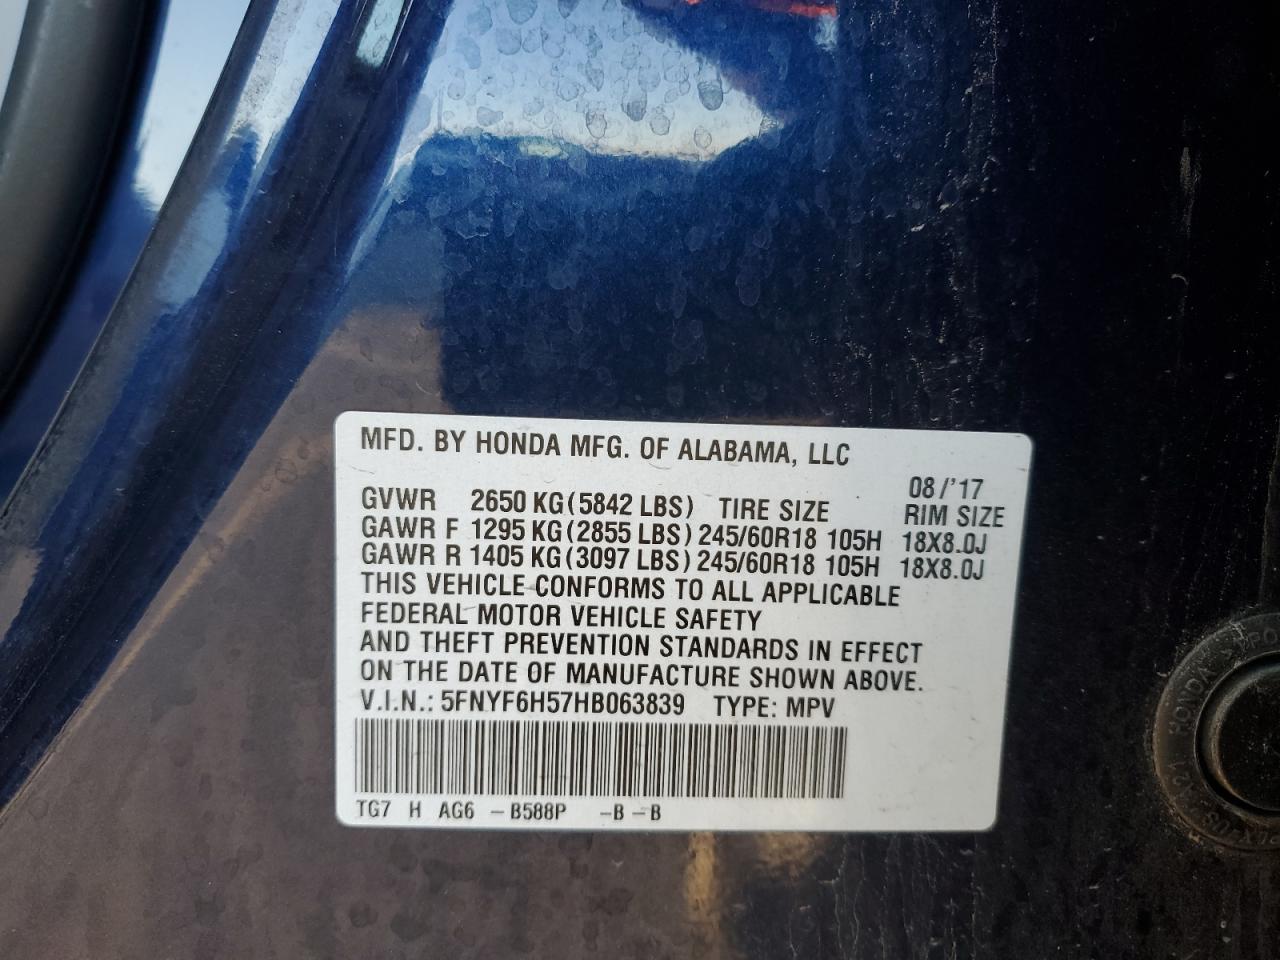 MFD. BY HONDA MFG. OF ALABAMA, LLC
08/'17
GVWR 2650 KG(5842 LBS) TIRE SIZE RIM SIZE
GAWR F 1295 KG(2855 LBS) 245/60R18 105H 18X8.0J
GAWR R 1405 KG(3097 LBS) 245/60R18 105H 18X8.0J
THIS VEHICLE CONFORMS TO ALL APPLICABLE
FEDERAL MOTOR VEHICLE SAFETY
AND THEFT PREVENTION STANDARDS IN EFFECT
ON THE DATE OF MANUFACTURE SHOWN ABOVE.
V.I.N.: 5FNYF6H57HB063839 TYPE: MPV
TG7 H AG6 -B588P -B -B
HONDA